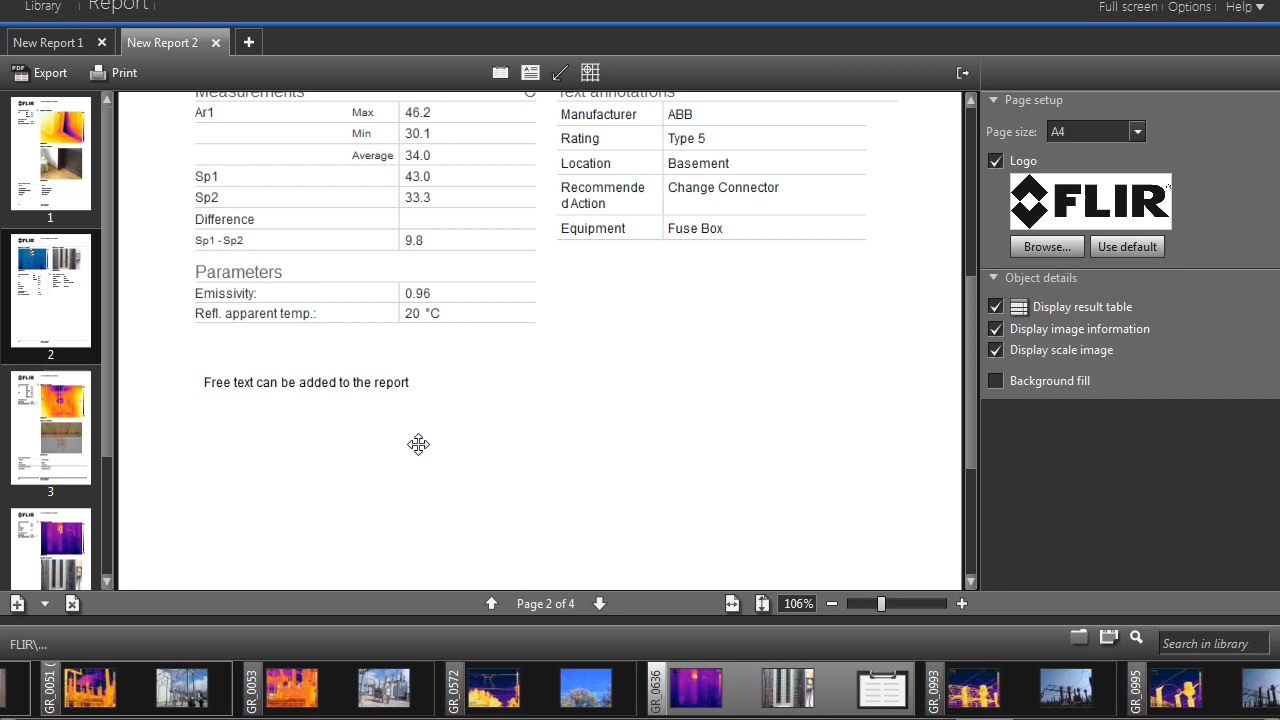 Library
Report
Full screen
Options
Help
New Report 1
New Report 2
Export
Print
Measurements
Text annotations
Ar1 Max 46.2
Min 30.1
Average 34.0
Sp1 43.0
Sp2 33.3
Difference
Sp1 - Sp2 9.8
Manufacturer ABB
Rating Type 5
Location Basement
Recommende
dAction Change Connector
Equipment Fuse Box
Parameters
Emissivity: 0.96
Refl. apparent temp.: 20 °C
Free text can be added to the report
1
2
3
Page setup
Page size: A4
Logo
FLIR
Browse...
Use default
Object details
Display result table
Display image information
Display scale image
Background fill
Page 2 of 4
106%
FLIR\...
Search in library
GR_0051 (
GR_0053
GR_0072
GR_0636
GR_0993
GR_0995